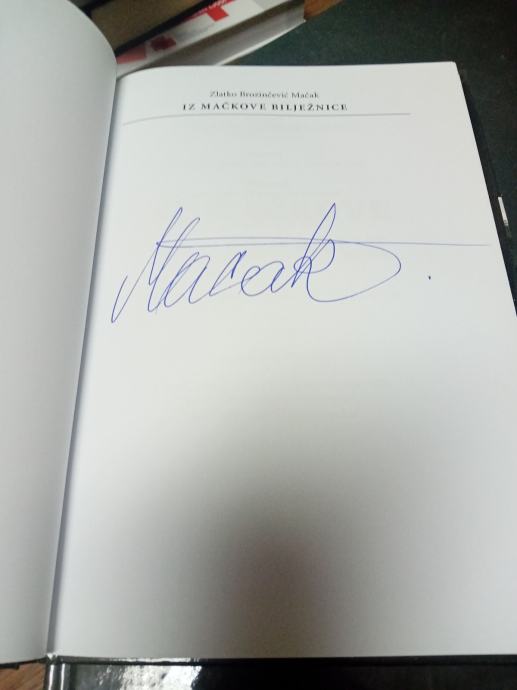 Zlatko Brozinčević Mačak
IZ MAČKOVE BILJEŽNICE
Mačak.